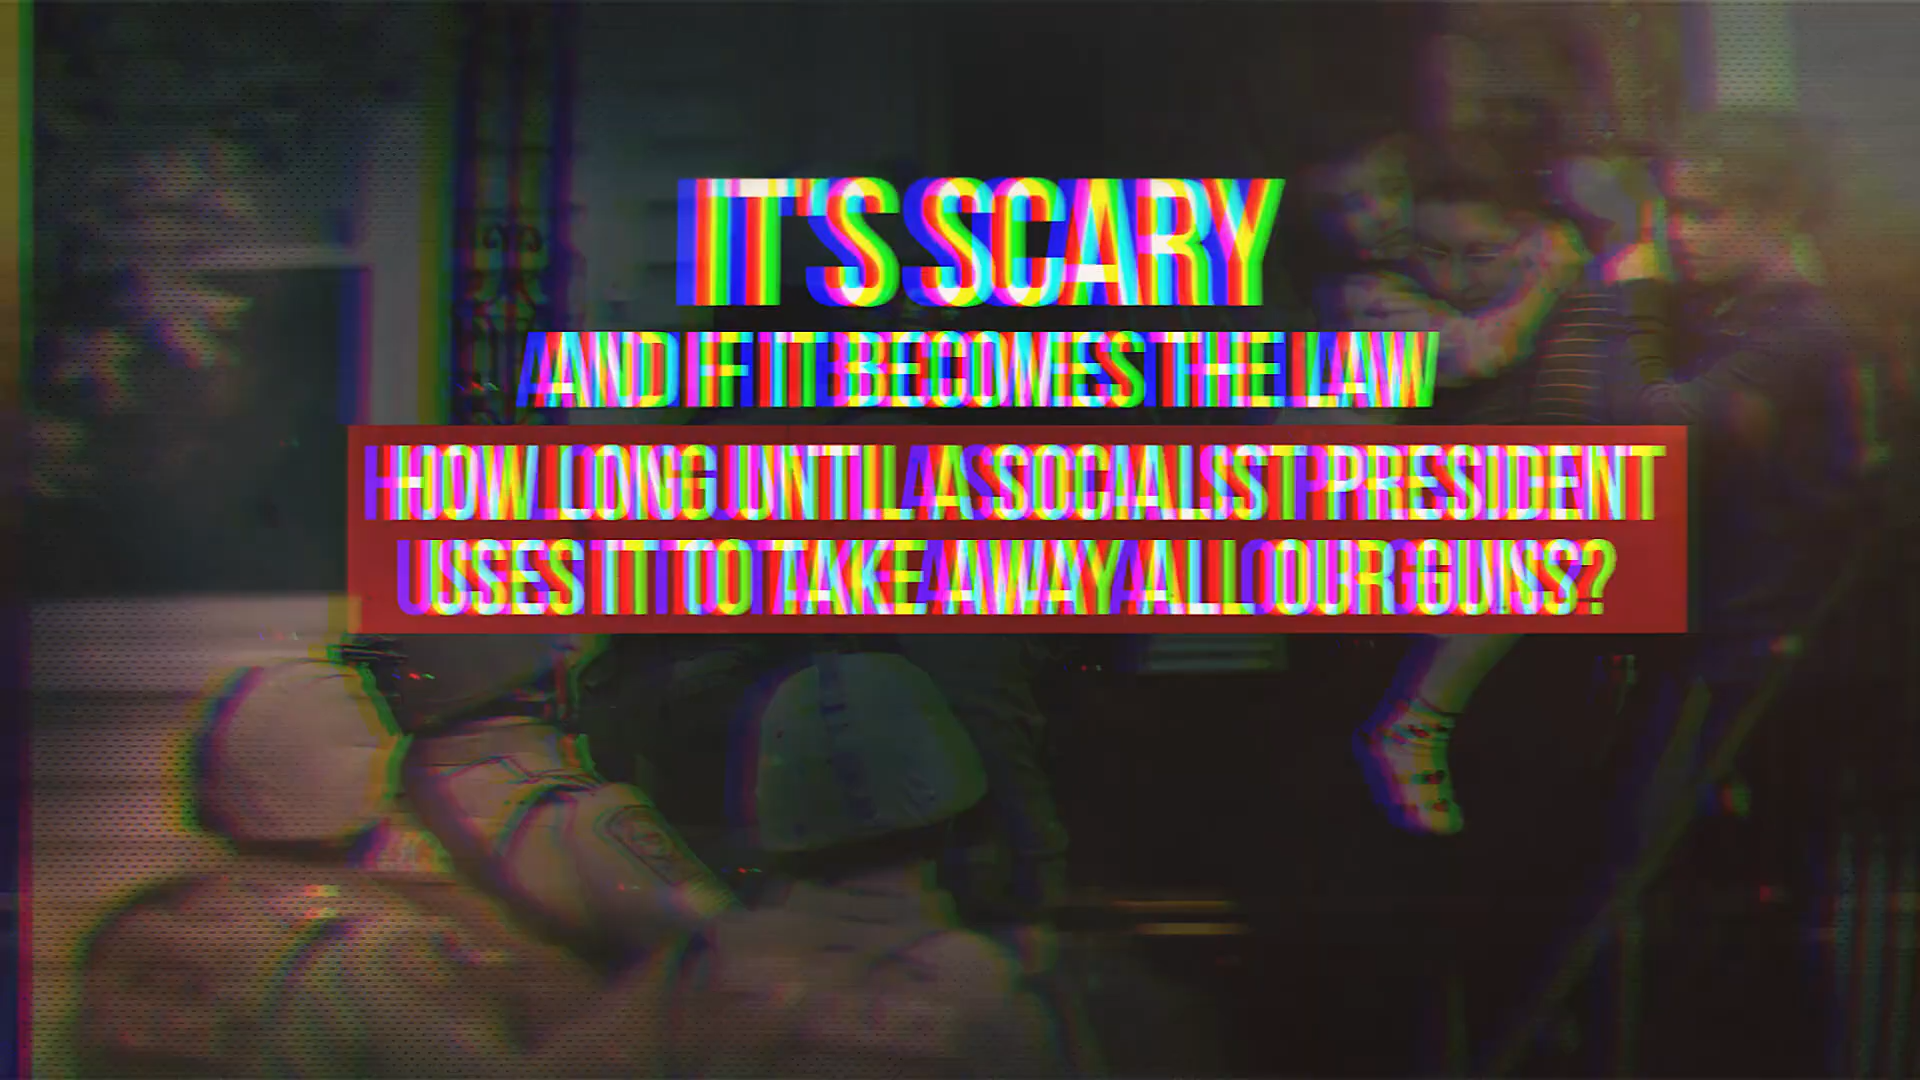 IT'S SCARY
AND IF IT BECOMES THE LAW
HOW LONG UNTIL A SOCIALIST PRESIDENT
USES IT TO TAKE AWAY ALL OUR GUNS?